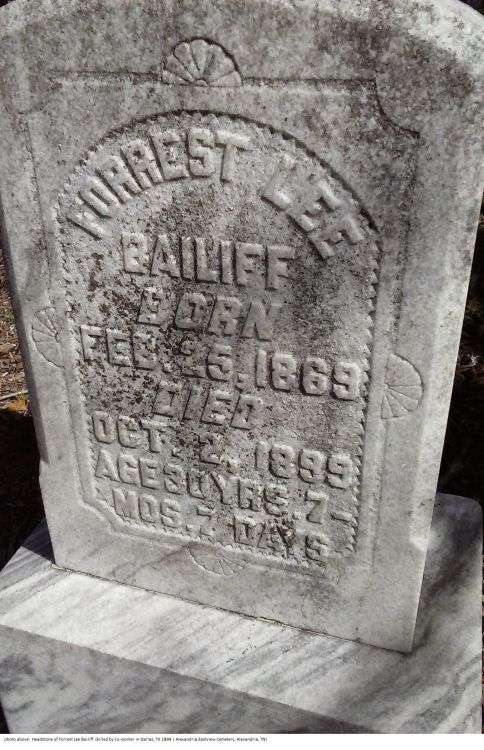 FORREST LEE
BAILIFF
BORN
FEB. 25, 1869
DIED
OCT. 2, 1899
AGE 30 YRS. 7-
MOS. 7 DAYS
photo above: Headstone of Forrest Lee Bailiff (killed by co-worker in Dallas, TX 1899 | Alexandria Eastview Cemetery, Alexandria, TN)